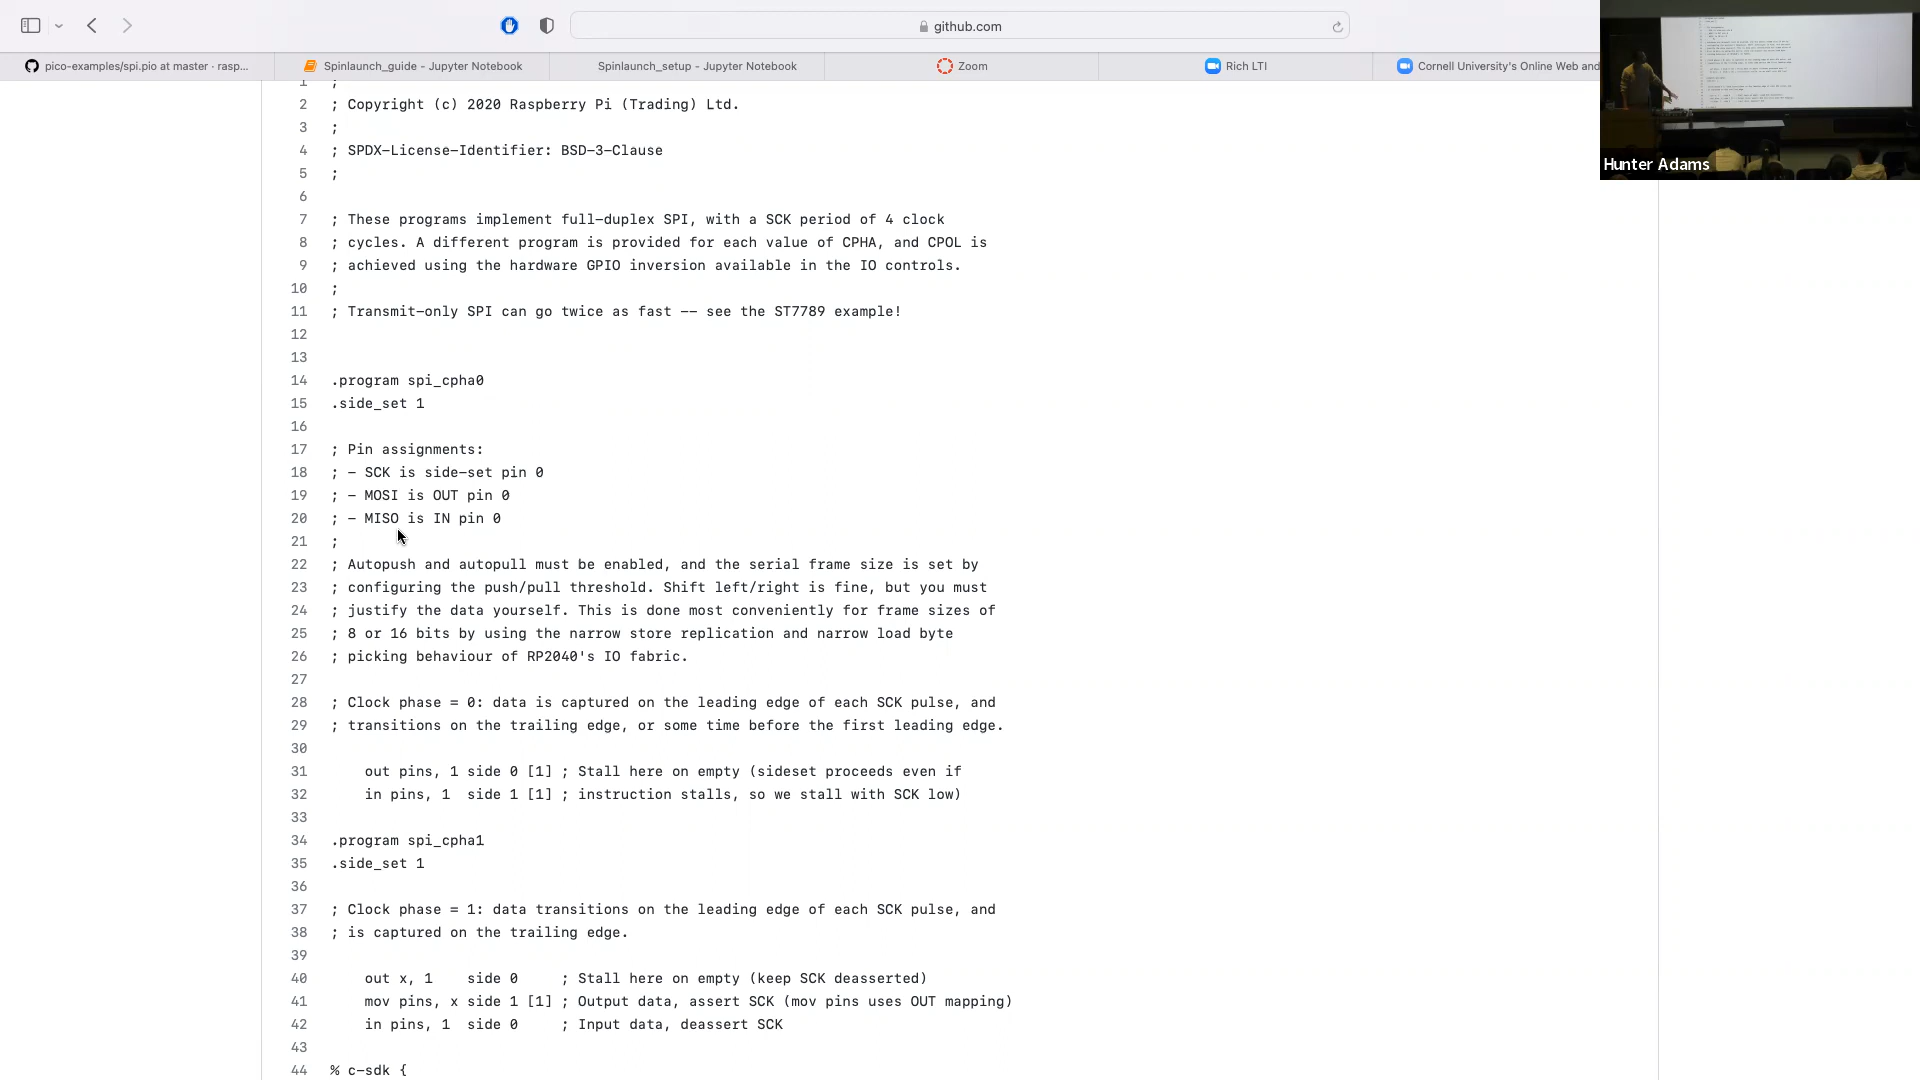 github.com
pico-examples/spi.pio at master · rasp...
Spinlaunch_guide - Jupyter Notebook
Spinlaunch_setup - Jupyter Notebook
Zoom
Rich LTI
Cornell University's Online Web and
Hunter Adams
1 ;
2 ; Copyright (c) 2020 Raspberry Pi (Trading) Ltd.
3 ;
4 ; SPDX-License-Identifier: BSD-3-Clause
5 ;
6
7 ; These programs implement full-duplex SPI, with a SCK period of 4 clock
8 ; cycles. A different program is provided for each value of CPHA, and CPOL is
9 ; achieved using the hardware GPIO inversion available in the IO controls.
10 ;
11 ; Transmit-only SPI can go twice as fast -- see the ST7789 example!
12
13
14 .program spi_cpha0
15 .side_set 1
16
17 ; Pin assignments:
18 ; - SCK is side-set pin 0
19 ; - MOSI is OUT pin 0
20 ; - MISO is IN pin 0
21 ;
22 ; Autopush and autopull must be enabled, and the serial frame size is set by
23 ; configuring the push/pull threshold. Shift left/right is fine, but you must
24 ; justify the data yourself. This is done most conveniently for frame sizes of
25 ; 8 or 16 bits by using the narrow store replication and narrow load byte
26 ; picking behaviour of RP2040's IO fabric.
27
28 ; Clock phase = 0: data is captured on the leading edge of each SCK pulse, and
29 ; transitions on the trailing edge, or some time before the first leading edge.
30
31 out pins, 1 side 0 [1] ; Stall here on empty (sideset proceeds even if
32 in pins, 1 side 1 [1] ; instruction stalls, so we stall with SCK low)
33
34 .program spi_cpha1
35 .side_set 1
36
37 ; Clock phase = 1: data transitions on the leading edge of each SCK pulse, and
38 ; is captured on the trailing edge.
39
40 out x, 1 side 0 ; Stall here on empty (keep SCK deasserted)
41 mov pins, x side 1 [1] ; Output data, assert SCK (mov pins uses OUT mapping)
42 in pins, 1 side 0 ; Input data, deassert SCK
43
44 % c-sdk {